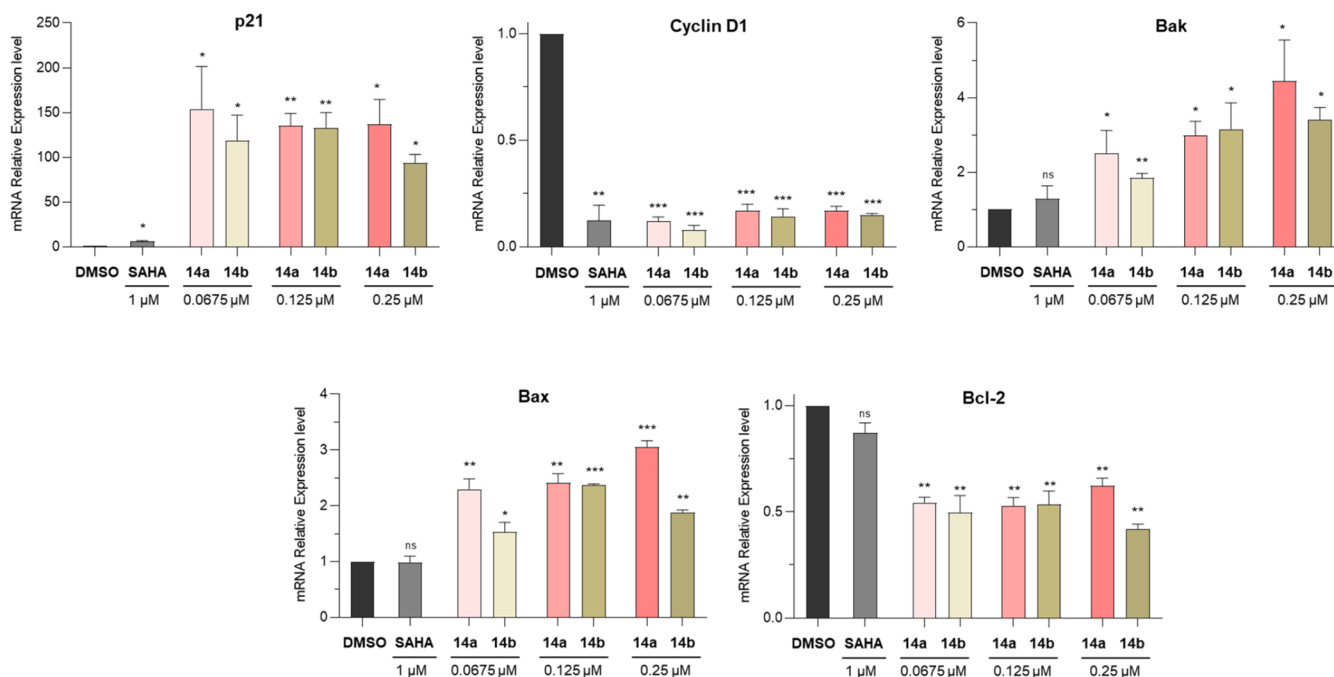 p21
mRNA Relative Expression level
250
200
150
100
50
0
* * * ** ** * *
DMSO SAHA 14a 14b 14a 14b 14a 14b
1 µM 0.0675 µM 0.125 µM 0.25 µM
Cyclin D1
mRNA Relative Expression level
1.0
0.5
0.0
** *** *** *** *** *** ***
DMSO SAHA 14a 14b 14a 14b 14a 14b
1 µM 0.0675 µM 0.125 µM 0.25 µM
Bak
mRNA Relative Expression level
6
4
2
0
ns * ** * * * *
DMSO SAHA 14a 14b 14a 14b 14a 14b
1 µM 0.0675 µM 0.125 µM 0.25 µM
Bax
mRNA Relative Expression level
4
3
2
1
0
ns ** * ** *** *** **
DMSO SAHA 14a 14b 14a 14b 14a 14b
1 µM 0.0675 µM 0.125 µM 0.25 µM
Bcl-2
mRNA Relative Expression level
1.0
0.5
0.0
ns ** ** ** ** ** **
DMSO SAHA 14a 14b 14a 14b 14a 14b
1 µM 0.0675 µM 0.125 µM 0.25 µM